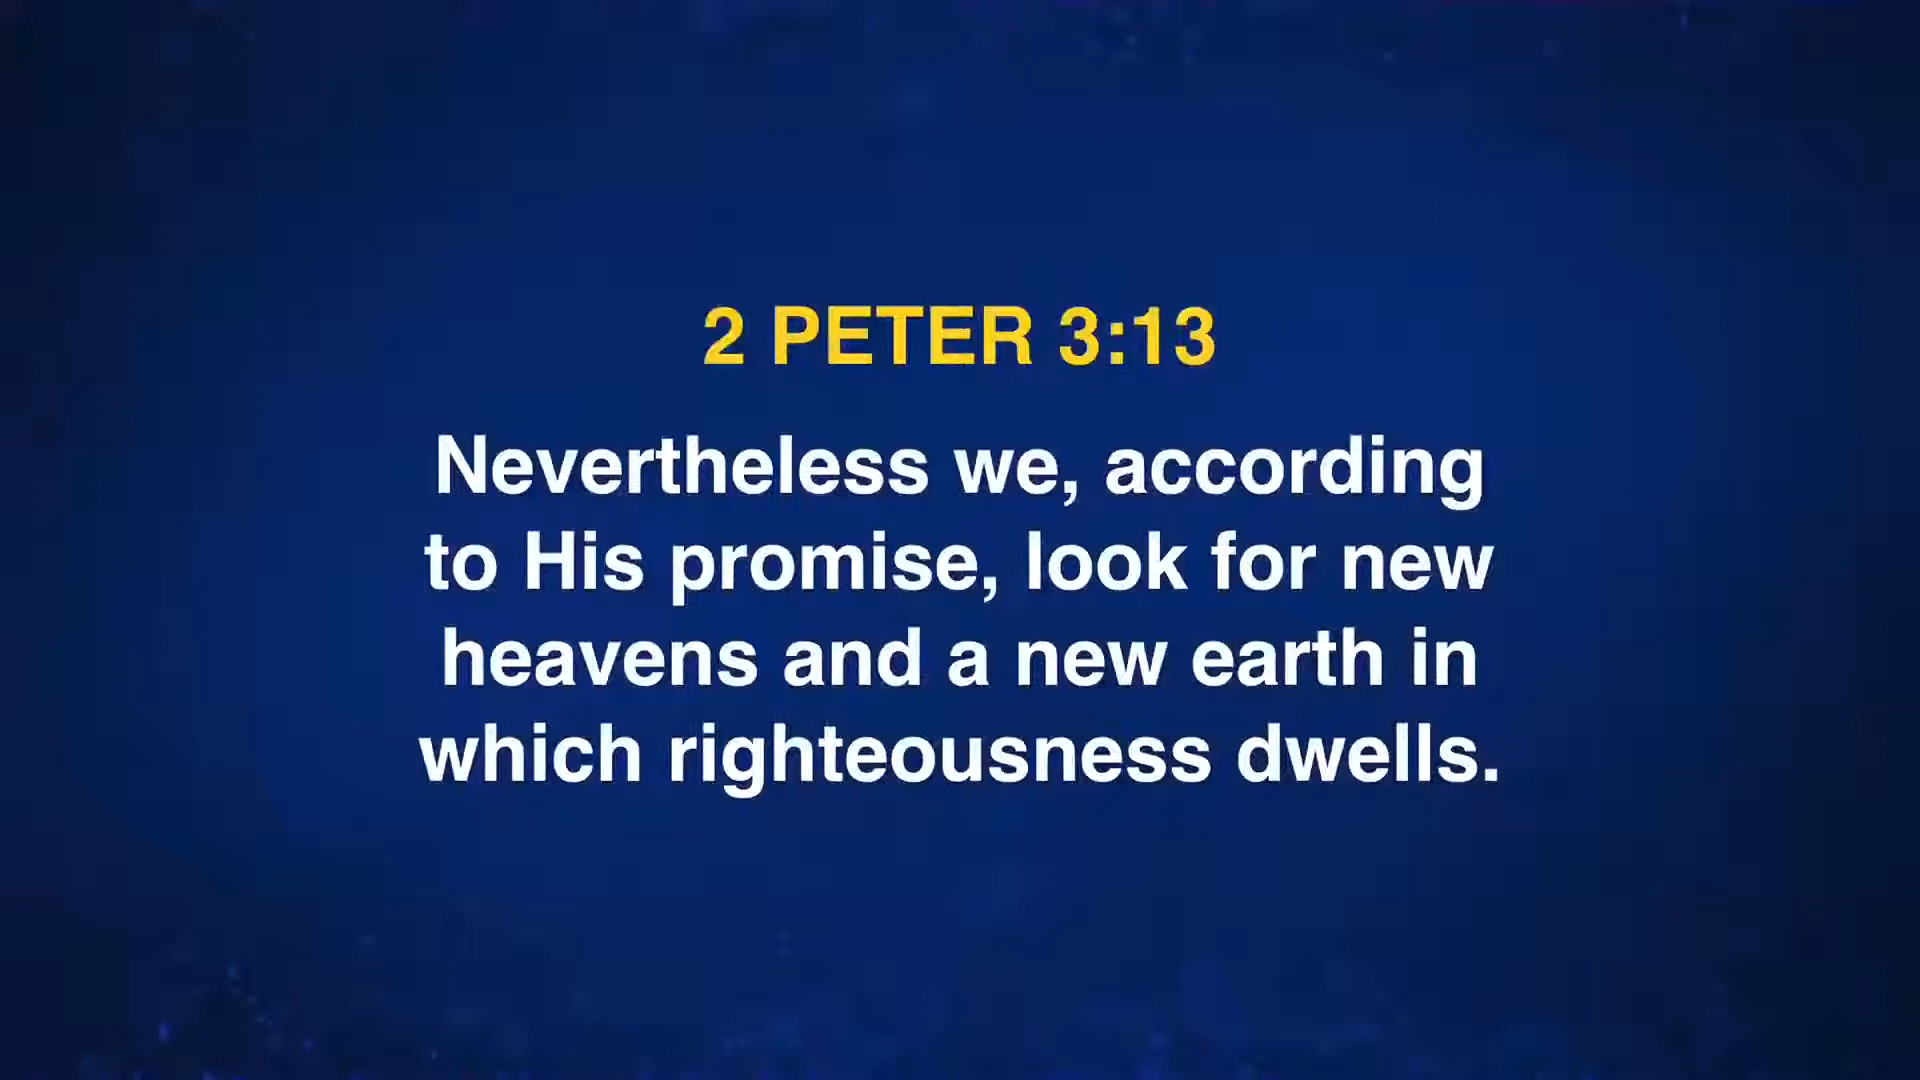 2 PETER 3:13
Nevertheless we, according
to His promise, look for new
heavens and a new earth in
which righteousness dwells.